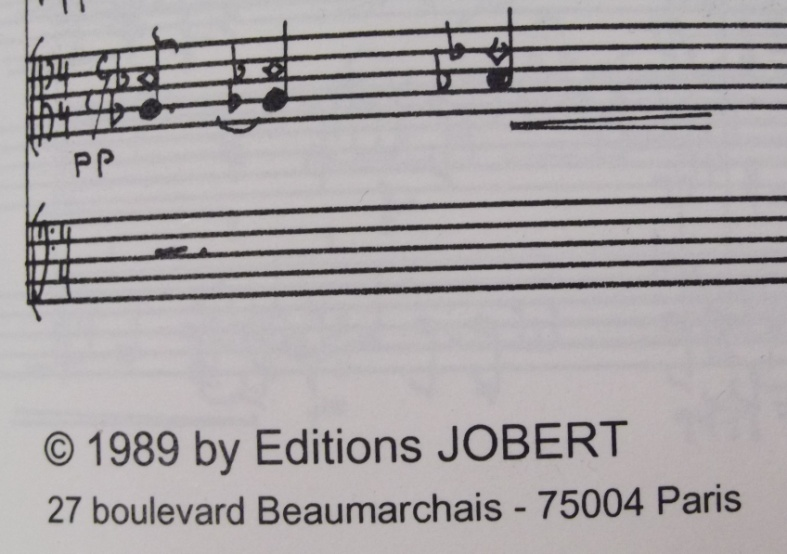 pp
© 1989 by Editions JOBERT
27 boulevard Beaumarchais - 75004 Paris